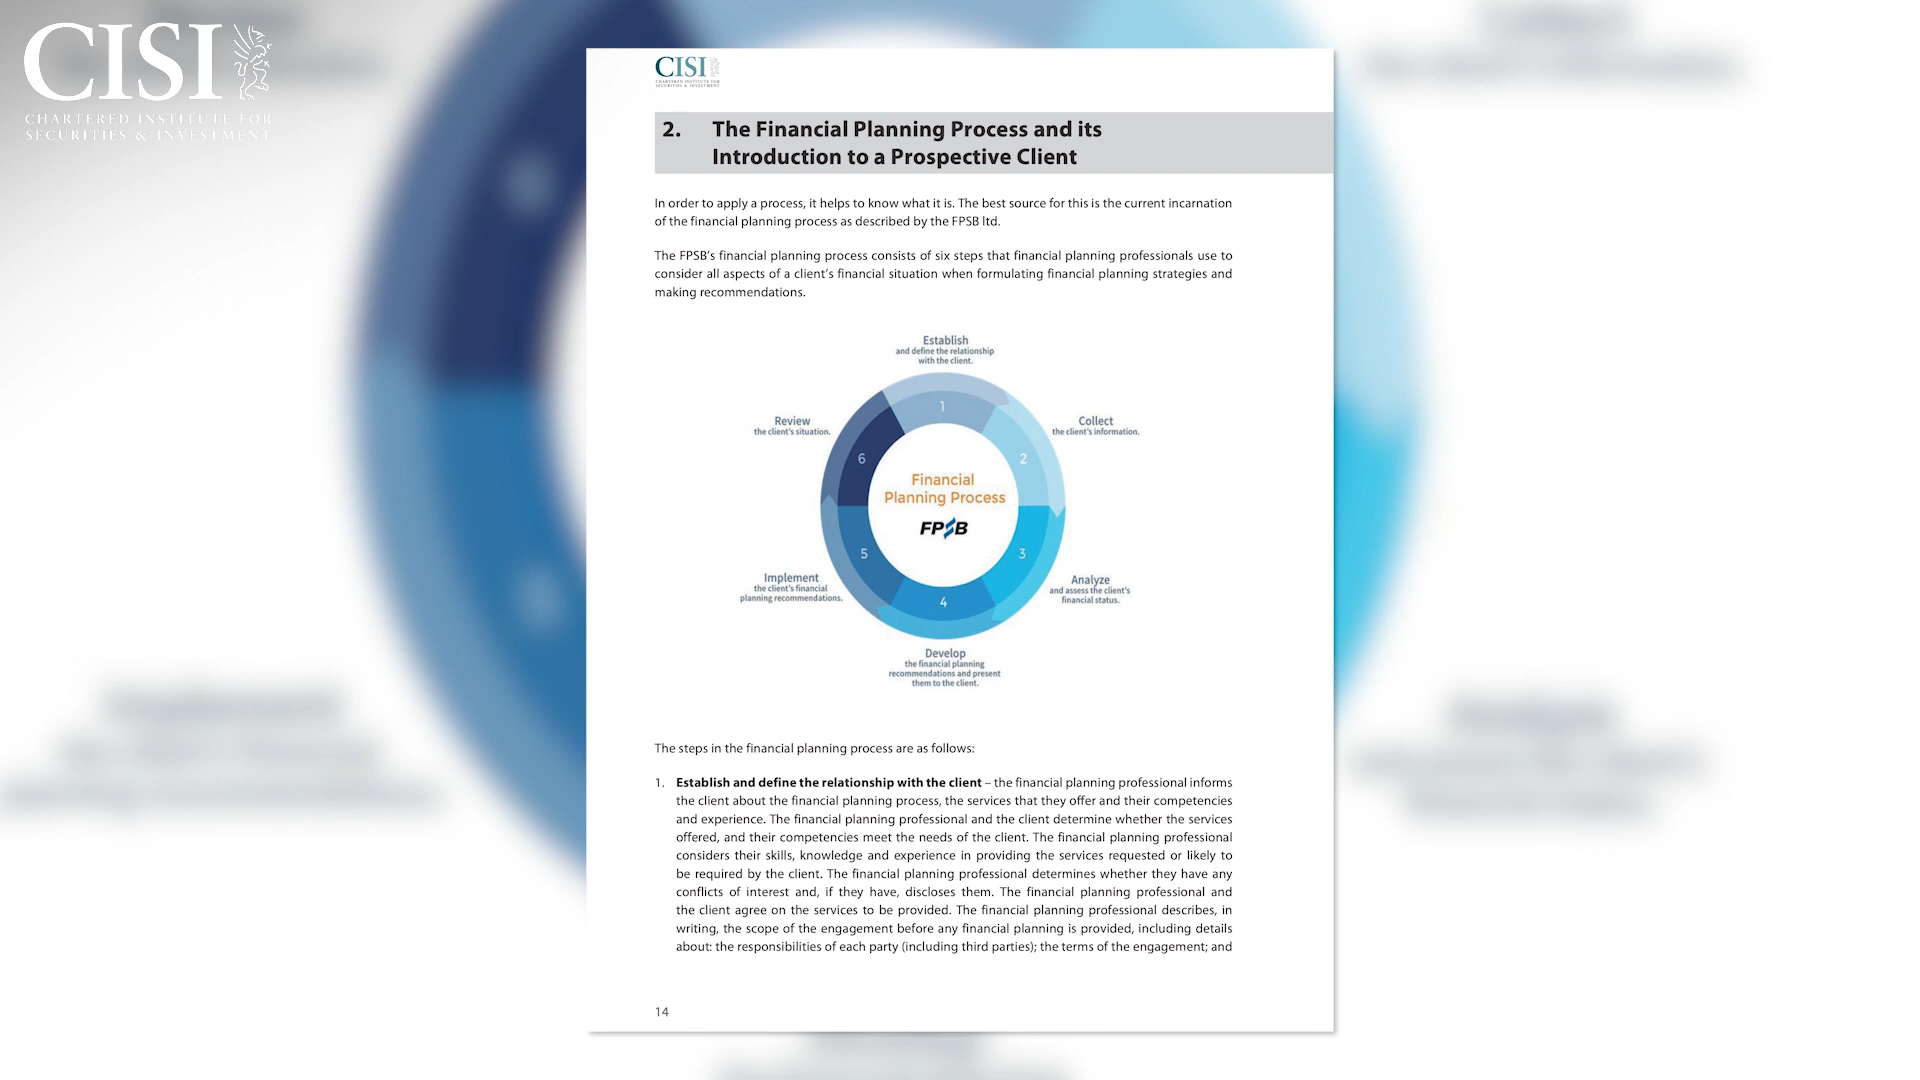 CISI
CHARTERED INSTITUTE FOR
SECURITIES & INVESTMENT
CISI
CHARTERED INSTITUTE FOR
SECURITIES & INVESTMENT
2. The Financial Planning Process and its
Introduction to a Prospective Client
In order to apply a process, it helps to know what it is. The best source for this is the current incarnation
of the financial planning process as described by the FPSB ltd.
The FPSB's financial planning process consists of six steps that financial planning professionals use to
consider all aspects of a client's financial situation when formulating financial planning strategies and
making recommendations.
Establish
and define the relationship
with the client.
1
Review
the client's situation.
Collect
the client's information.
6
2
Financial
Planning Process
FPSB
5
3
Implement
the client's financial
planning recommendations.
Analyze
and assess the client's
financial status.
4
Develop
the financial planning
recommendations and present
them to the client.
The steps in the financial planning process are as follows:
1. Establish and define the relationship with the client – the financial planning professional informs
the client about the financial planning process, the services that they offer and their competencies
and experience. The financial planning professional and the client determine whether the services
offered, and their competencies meet the needs of the client. The financial planning professional
considers their skills, knowledge and experience in providing the services requested or likely to
be required by the client. The financial planning professional determines whether they have any
conflicts of interest and, if they have, discloses them. The financial planning professional and
the client agree on the services to be provided. The financial planning professional describes, in
writing, the scope of the engagement before any financial planning is provided, including details
about: the responsibilities of each party (including third parties); the terms of the engagement; and
14